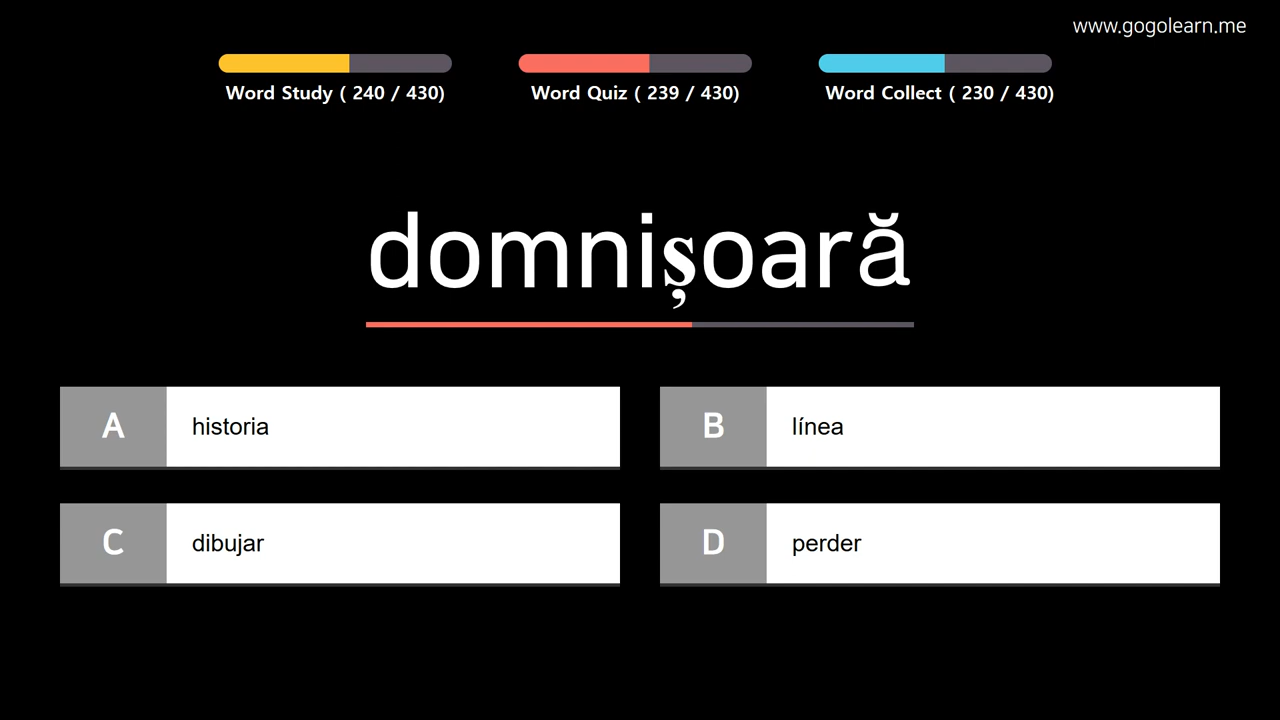 www.gogolearn.me
Word Study ( 240 / 430)
Word Quiz ( 239 / 430)
Word Collect ( 230 / 430)
domnișoară
A historia
B línea
C dibujar
D perder